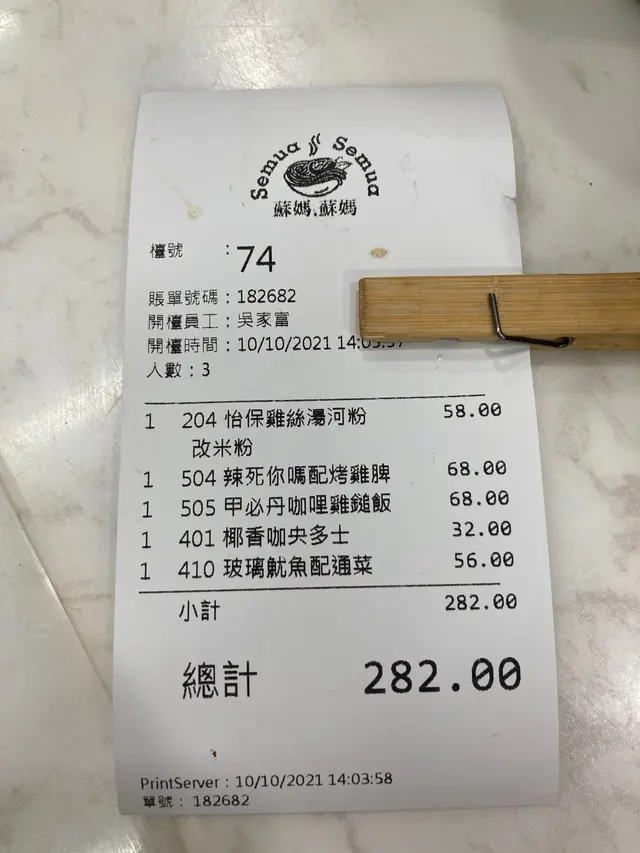 Semua Semua
蘇媽.蘇媽
檯號 : 74
賬單號碼 : 182682
開檯員工 : 吳家富
開檯時間 : 10/10/2021 14:03:57
人數 : 3
1 204 怡保雞絲湯河粉 58.00
改米粉
1 504 辣死你嗎配烤雞脾 68.00
1 505 甲必丹咖哩雞鎚飯 68.00
1 401 椰香咖央多士 32.00
1 410 玻璃魷魚配通菜 56.00
小計 282.00
總計 282.00
PrintServer : 10/10/2021 14:03:58
單號 : 182682